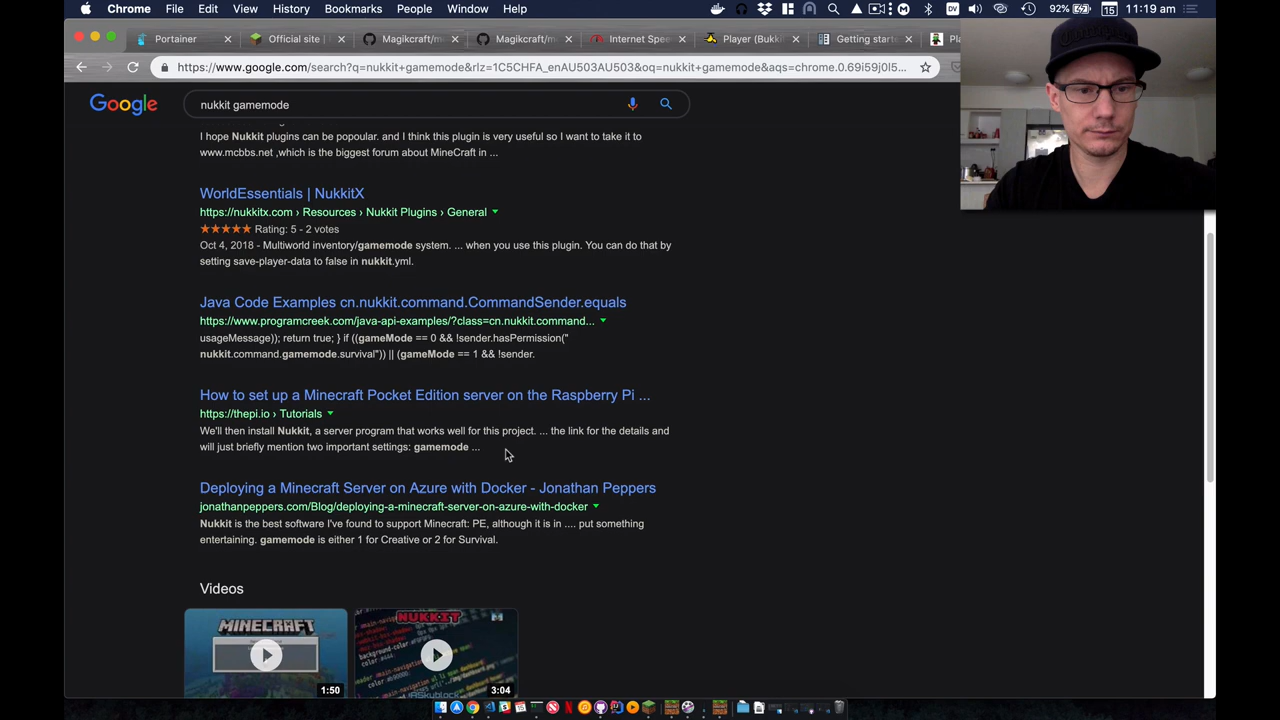 Chrome File Edit View History Bookmarks People Window Help 92% 15 11:19 am
Portainer Official site | Magikcraft/m Magikcraft/m Internet Spee Player (Bukki Getting starte Pla
https://www.google.com/search?q=nukkit+gamemode&rlz=1C5CHFA_enAU503AU503&oq=nukkit+gamemode&aqs=chrome.0.69i59j0l5...
Google nukkit gamemode
I hope Nukkit plugins can be popoular. and I think this plugin is very useful so I want to take it to
www.mcbbs.net ,which is the biggest forum about MineCraft in ...
WorldEssentials | NukkitX
https://nukkitx.com › Resources › Nukkit Plugins › General
Rating: 5 - 2 votes
Oct 4, 2018 - Multiworld inventory/gamemode system. ... when you use this plugin. You can do that by
setting save-player-data to false in nukkit.yml.
Java Code Examples cn.nukkit.command.CommandSender.equals
https://www.programcreek.com/java-api-examples/?class=cn.nukkit.command...
usageMessage)); return true; } if ((gameMode == 0 && !sender.hasPermission("
nukkit.command.gamemode.survival")) || (gameMode == 1 && !sender.
How to set up a Minecraft Pocket Edition server on the Raspberry Pi ...
https://thepi.io › Tutorials
We'll then install Nukkit, a server program that works well for this project. ... the link for the details and
will just briefly mention two important settings: gamemode ...
Deploying a Minecraft Server on Azure with Docker - Jonathan Peppers
jonathanpeppers.com/Blog/deploying-a-minecraft-server-on-azure-with-docker
Nukkit is the best software I've found to support Minecraft: PE, although it is in .... put something
entertaining. gamemode is either 1 for Creative or 2 for Survival.
Videos
MINECRAFT
1:50
NUKKIT
3:04